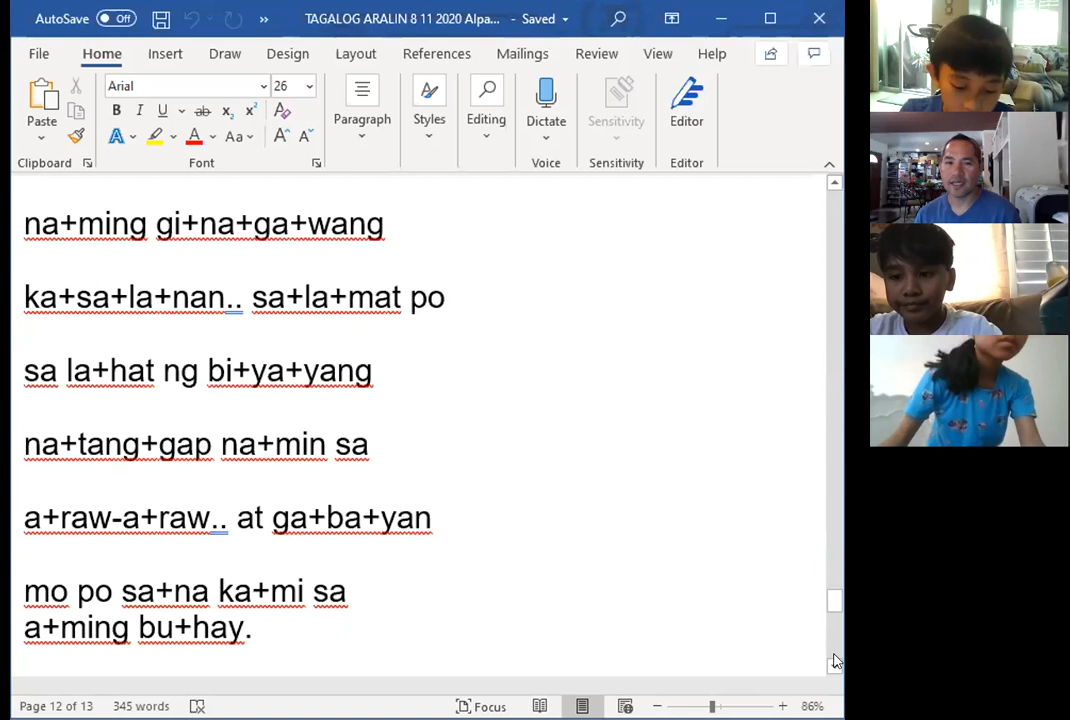 AutoSave Off TAGALOG ARALIN 8 11 2020 Alpa... - Saved
File Home Insert Draw Design Layout References Mailings Review View Help
Arial 26
Paste Paragraph Styles Editing Dictate Sensitivity Editor
Clipboard Font Voice Sensitivity Editor
na+ming gi+na+ga+wang
ka+sa+la+nan.. sa+la+mat po
sa la+hat ng bi+ya+yang
na+tang+gap na+min sa
a+raw-a+raw.. at ga+ba+yan
mo po sa+na ka+mi sa
a+ming bu+hay.
Page 12 of 13 345 words Focus 86%